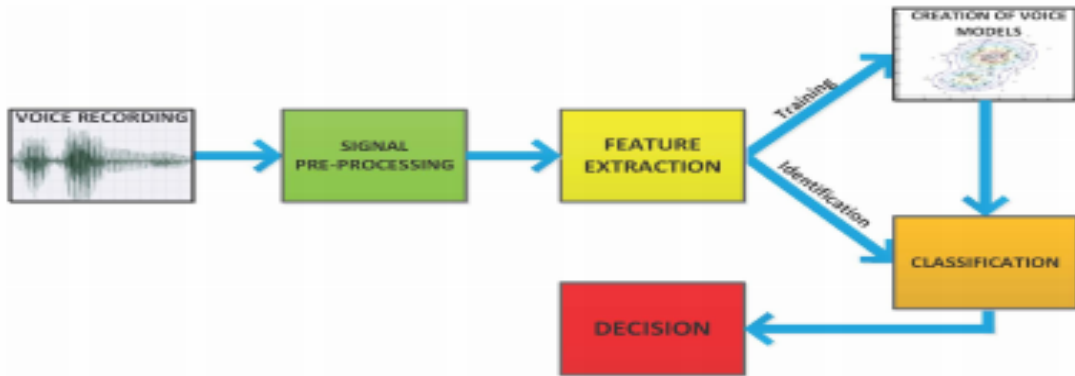 VOICE RECORDING
SIGNAL
PRE-PROCESSING
FEATURE
EXTRACTION
Training
Identification
CREATION OF VOICE
MODELS
CLASSIFICATION
DECISION